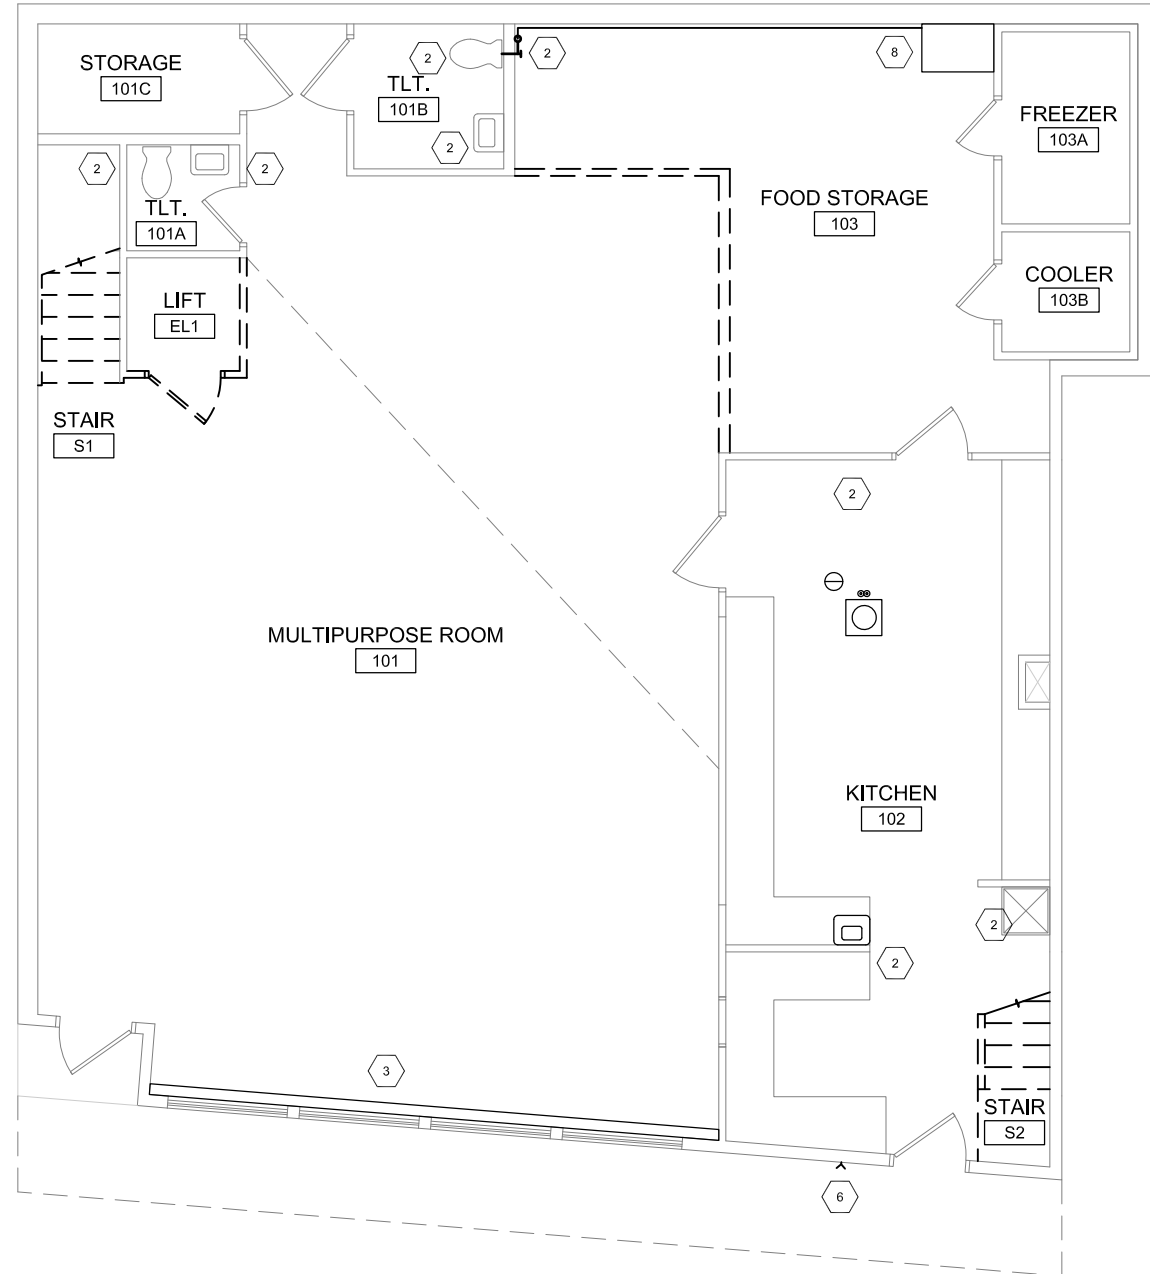 STORAGE
101C
2
TLT.
101B
2
2
8
FREEZER
103A
2
TLT.
101A
2
FOOD STORAGE
103
LIFT
EL1
COOLER
103B
STAIR
S1
2
MULTIPURPOSE ROOM
101
KITCHEN
102
2
2
3
STAIR
S2
6